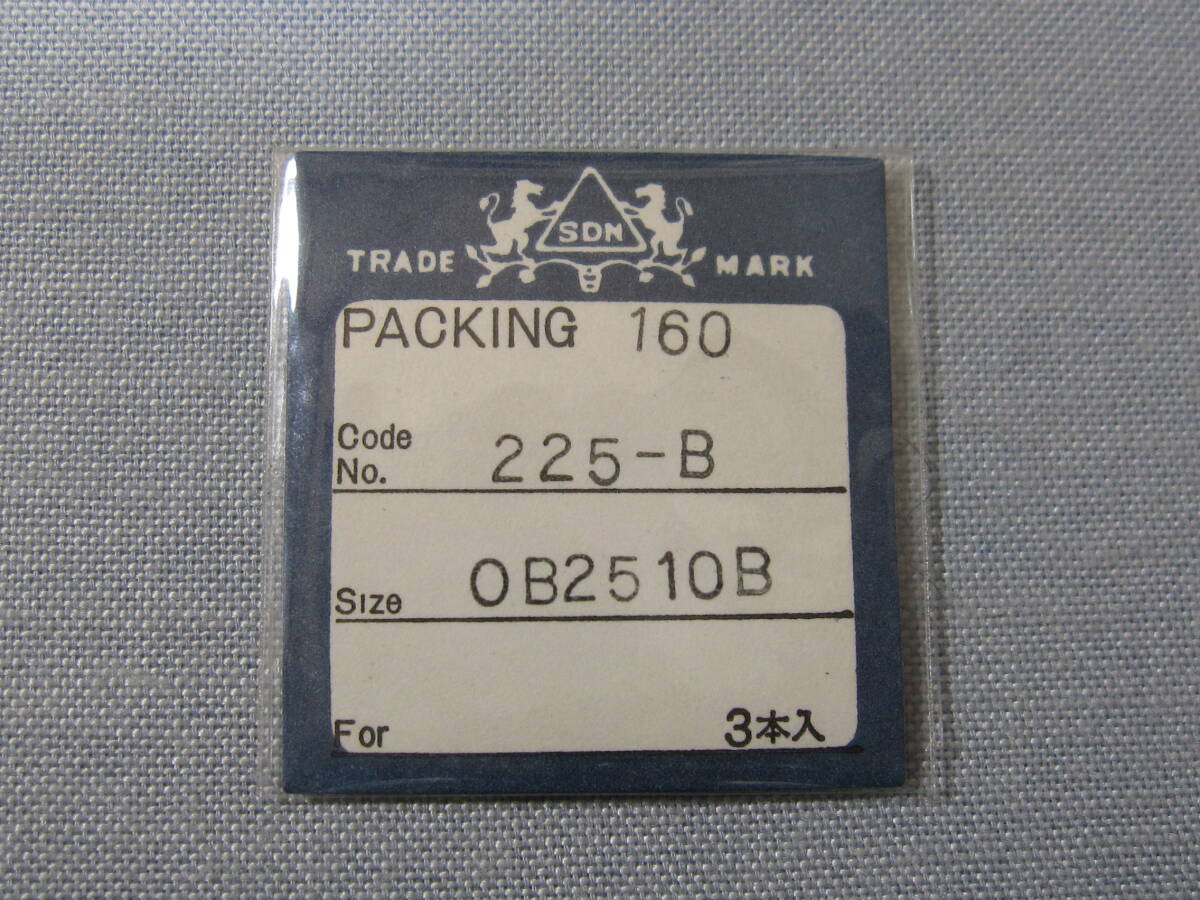 SDN
TRADE MARK
PACKING 160
Code No. 225-B
Size OB2510B
For 3本入